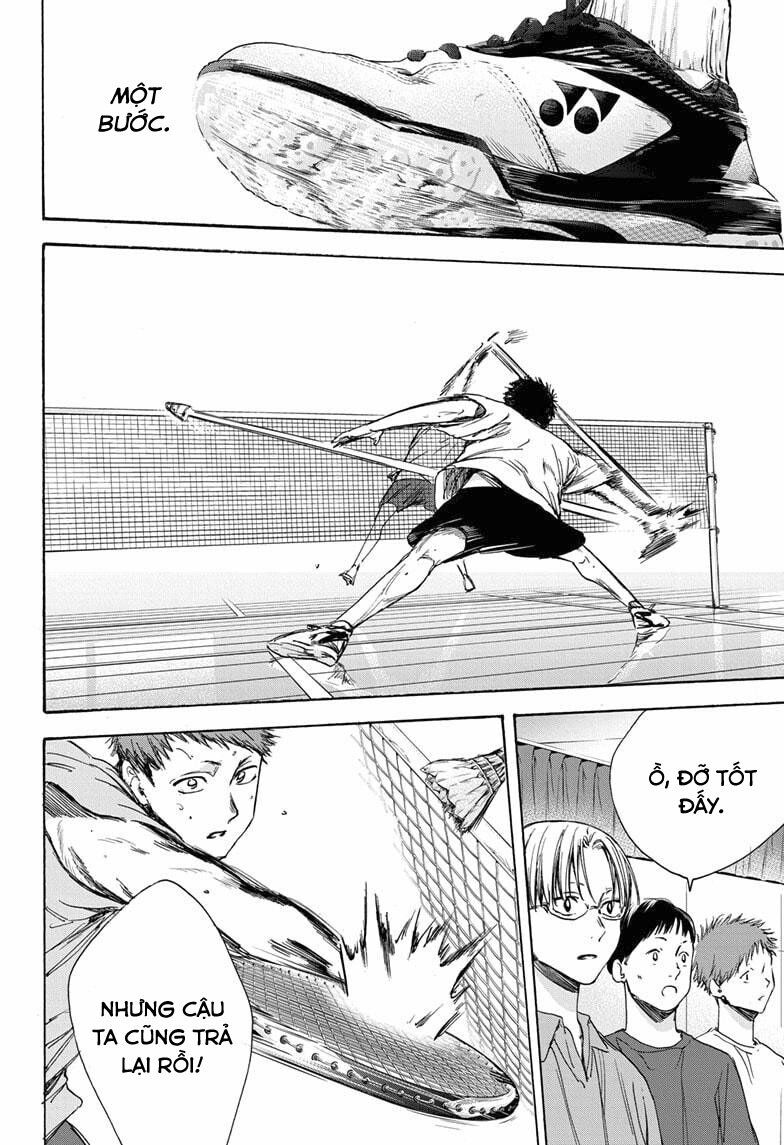 MỘT
BƯỚC.
Ồ, ĐỠ TỐT
ĐẤY.
NHƯNG CẬU
TA CŨNG TRẢ
LẠI RỒI!